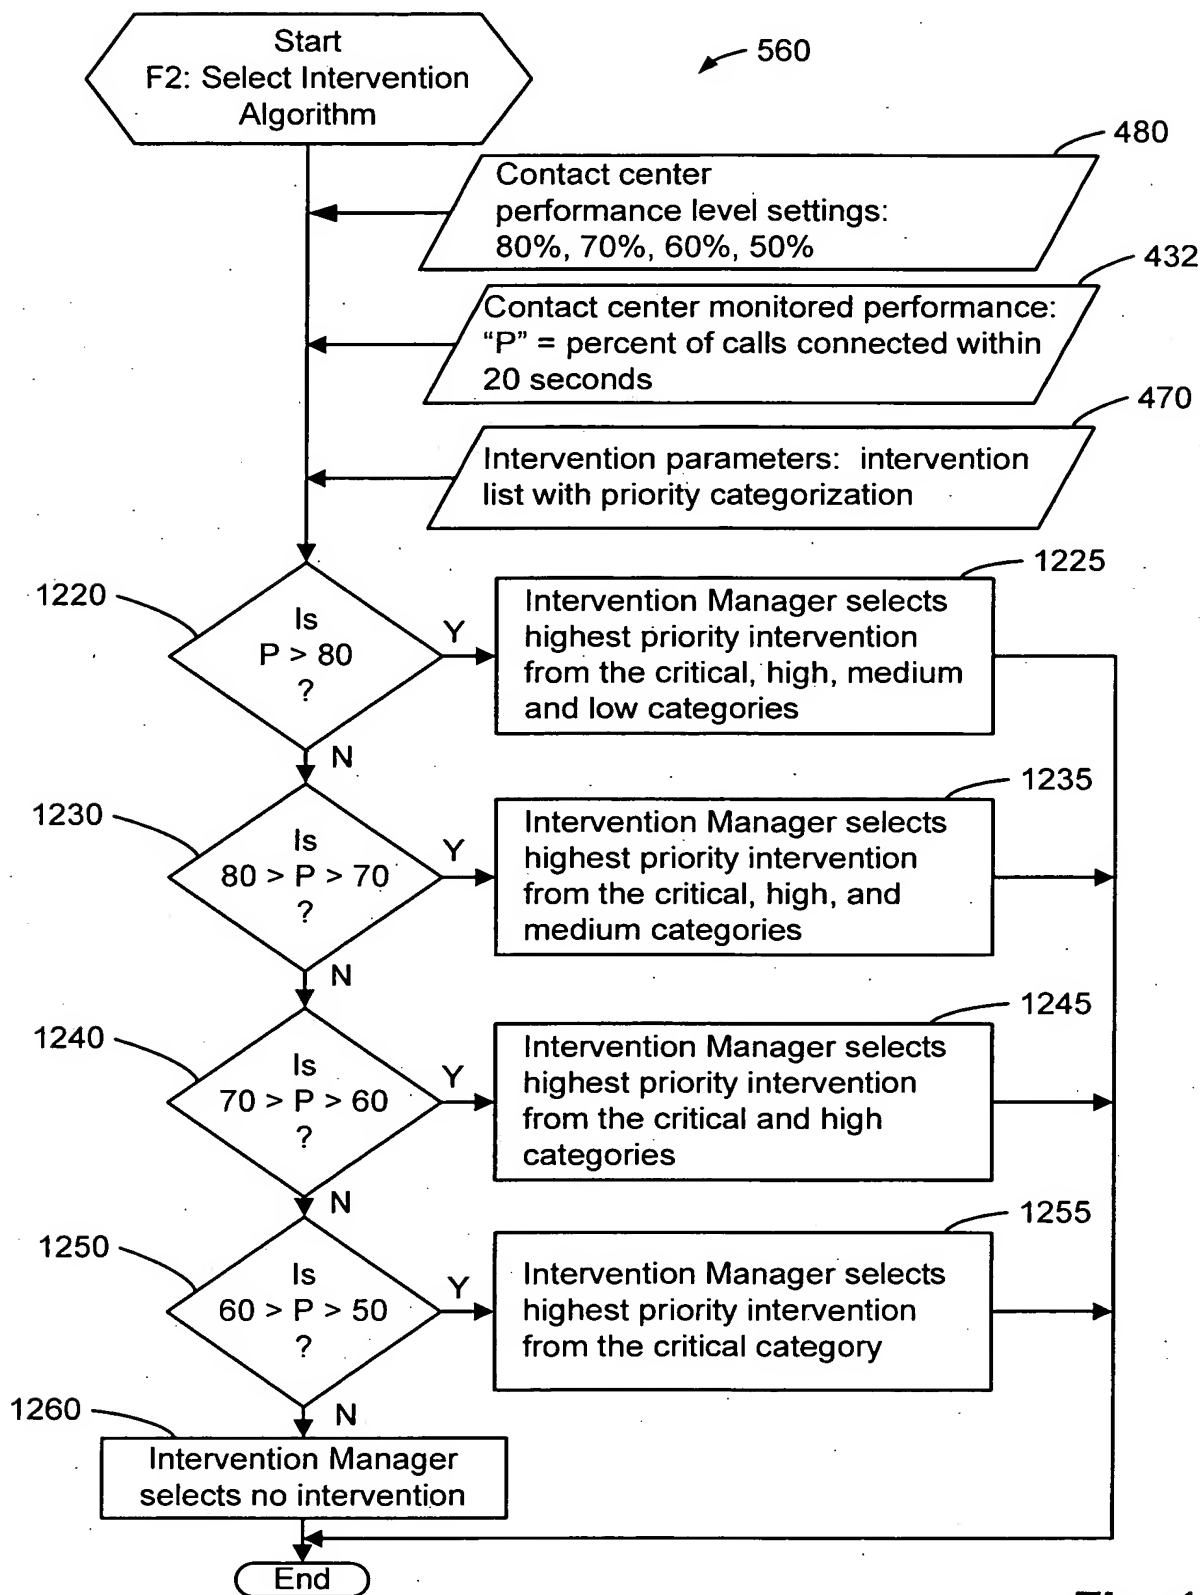 Start
F2: Select Intervention
Algorithm
560
480
Contact center
performance level settings:
80%, 70%, 60%, 50%
432
Contact center monitored performance:
“P” = percent of calls connected within
20 seconds
470
Intervention parameters: intervention
list with priority categorization
1220
Is
P > 80
?
Y
N
1225
Intervention Manager selects
highest priority intervention
from the critical, high, medium
and low categories
1230
Is
80 > P > 70
?
Y
N
1235
Intervention Manager selects
highest priority intervention
from the critical, high, and
medium categories
1240
Is
70 > P > 60
?
Y
N
1245
Intervention Manager selects
highest priority intervention
from the critical and high
categories
1250
Is
60 > P > 50
?
Y
N
1255
Intervention Manager selects
highest priority intervention
from the critical category
1260
Intervention Manager
selects no intervention
End